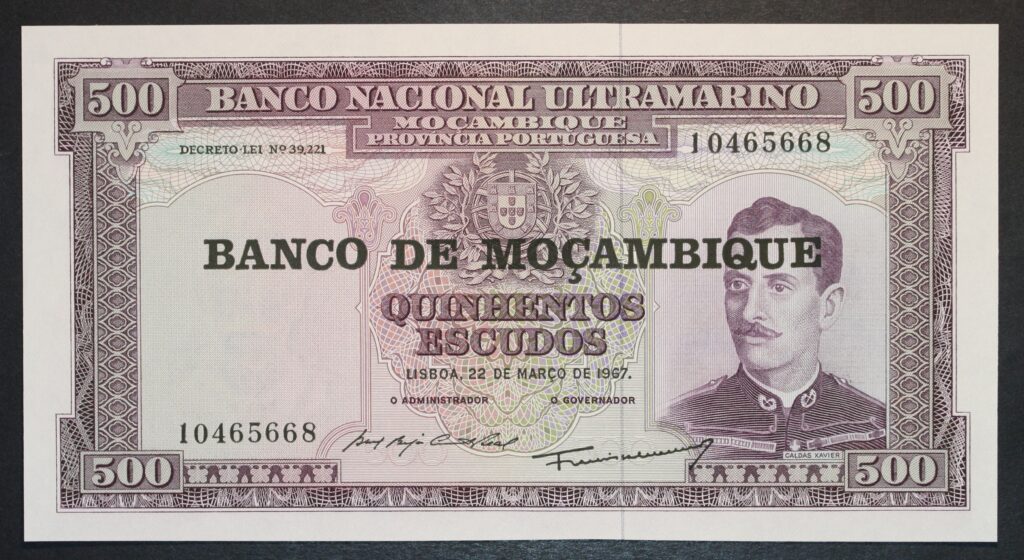 500 BANCO NACIONAL ULTRAMARINO 500
MOÇAMBIQUE
PROVINCIA PORTUGUESA
DECRETO-LEI Nº 39,221
10465668
BANCO DE MOÇAMBIQUE
QUINHENTOS
ESCUDOS
LISBOA, 22 DE MARÇO DE 1967.
O ADMINISTRADOR O GOVERNADOR
10465668
CALDAS XAVIER
500 500